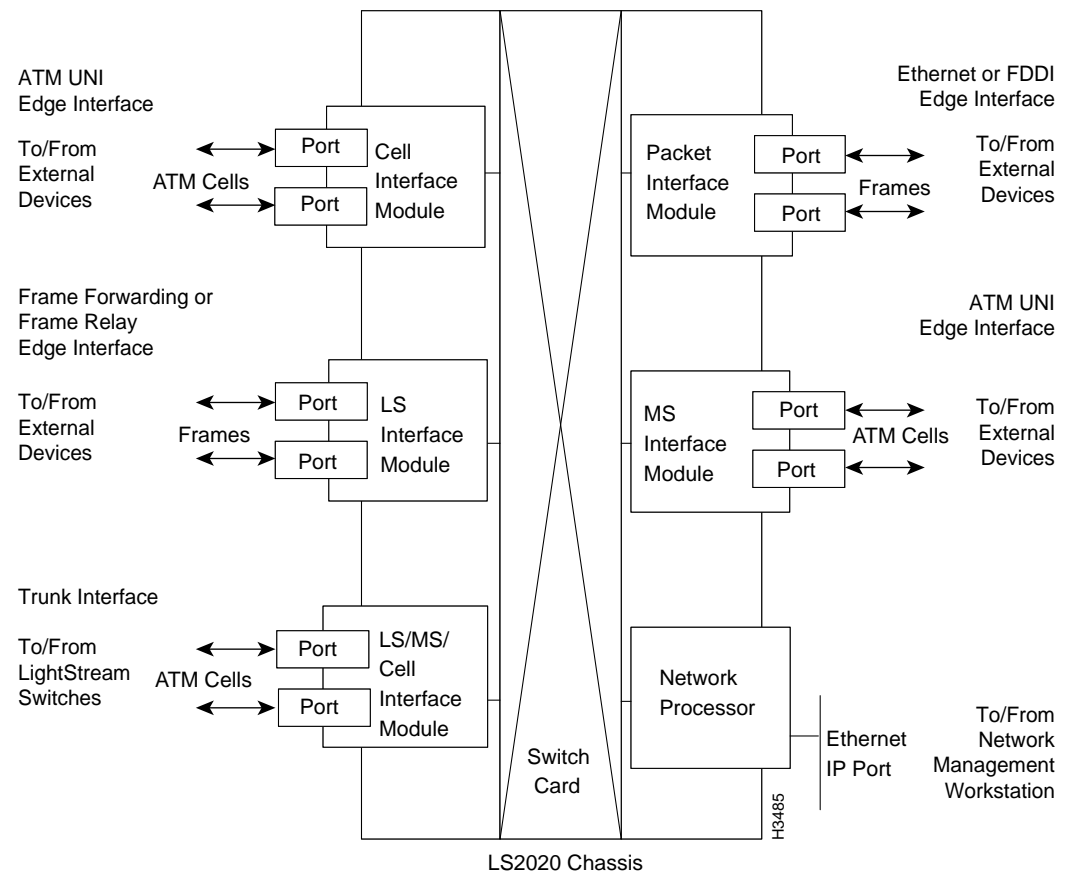 ATM UNI
Edge Interface
To/From
External
Devices
ATM Cells
Port
Port
Cell
Interface
Module
Ethernet or FDDI
Edge Interface
Packet
Interface
Module
Port
Port
Frames
To/From
External
Devices
Frame Forwarding or
Frame Relay
Edge Interface
To/From
External
Devices
Frames
Port
Port
LS
Interface
Module
ATM UNI
Edge Interface
MS
Interface
Module
Port
Port
ATM Cells
To/From
External
Devices
Trunk Interface
To/From
LightStream
Switches
ATM Cells
Port
Port
LS/MS/
Cell
Interface
Module
Switch
Card
Network
Processor
Ethernet
IP Port
To/From
Network
Management
Workstation
H3485
LS2020 Chassis